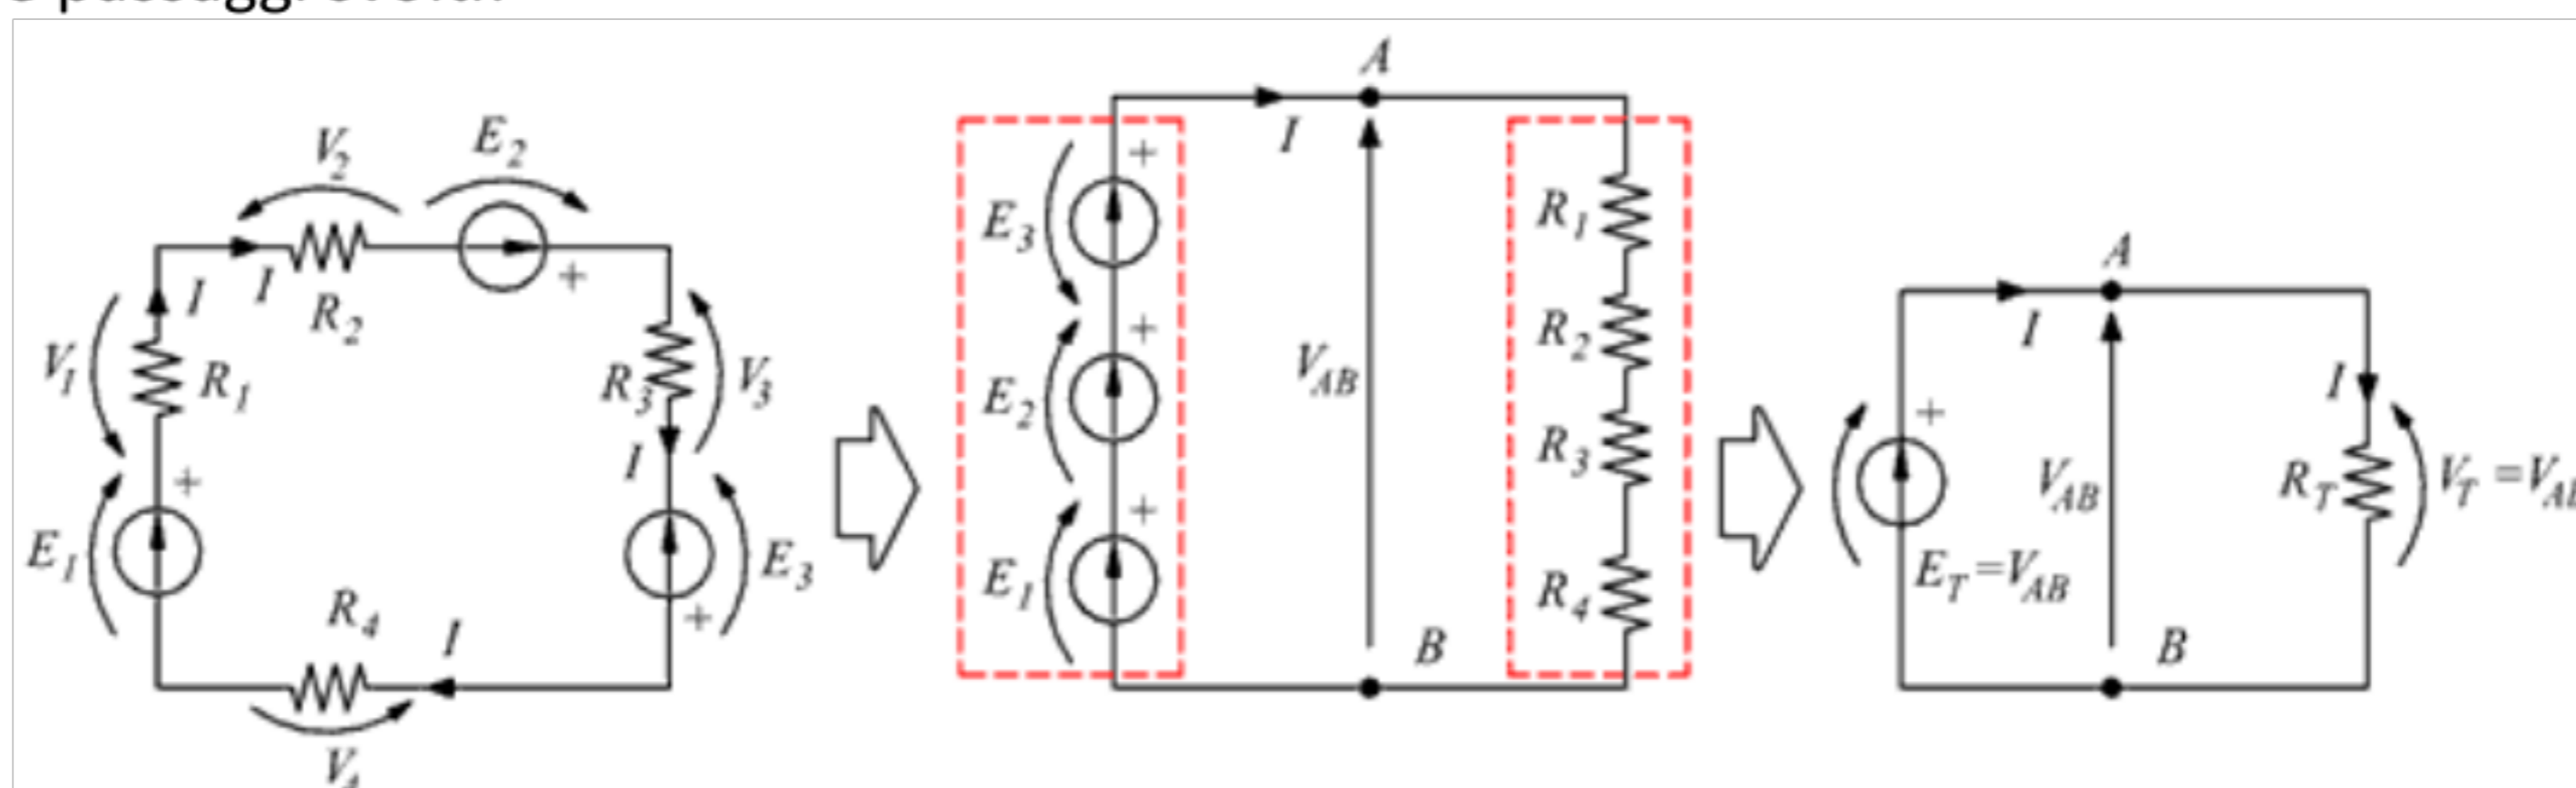 V2 E2
I I R2 +
V1 R1 R3 V3
I
+
E1 E3
R4 I +
V4
A
I
+ E3 R1
+ E2 VAB R2
R3
+ E1 R4
B
A
I
+ I
VAB RT VT =VAB
ET =VAB
B